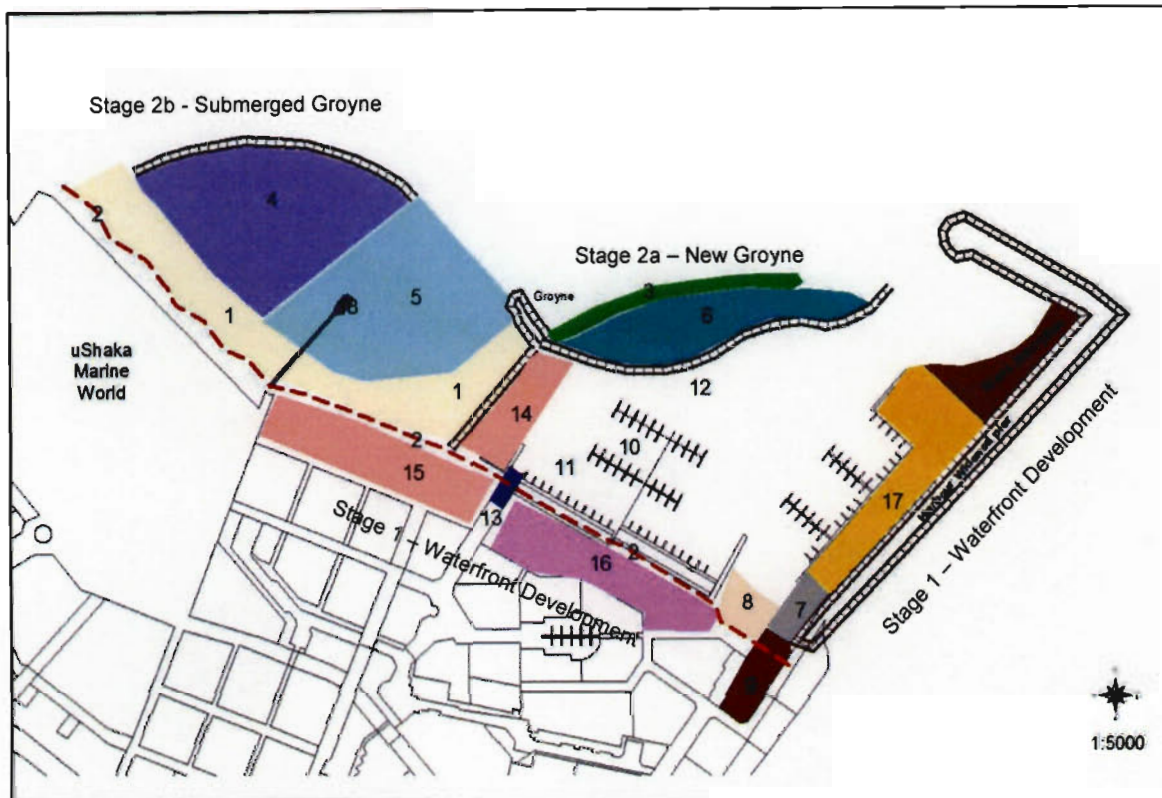 Stage 2b - Submerged Groyne
4
2
Stage 2a – New Groyne
3
5
Groyne
6
1
uShaka
Marine
World
12
1
14
10
2
11
15
17
13
Stage 1 – Waterfront Development
16
2
8
7
9
Stage 1 – Waterfront Development
1:5000